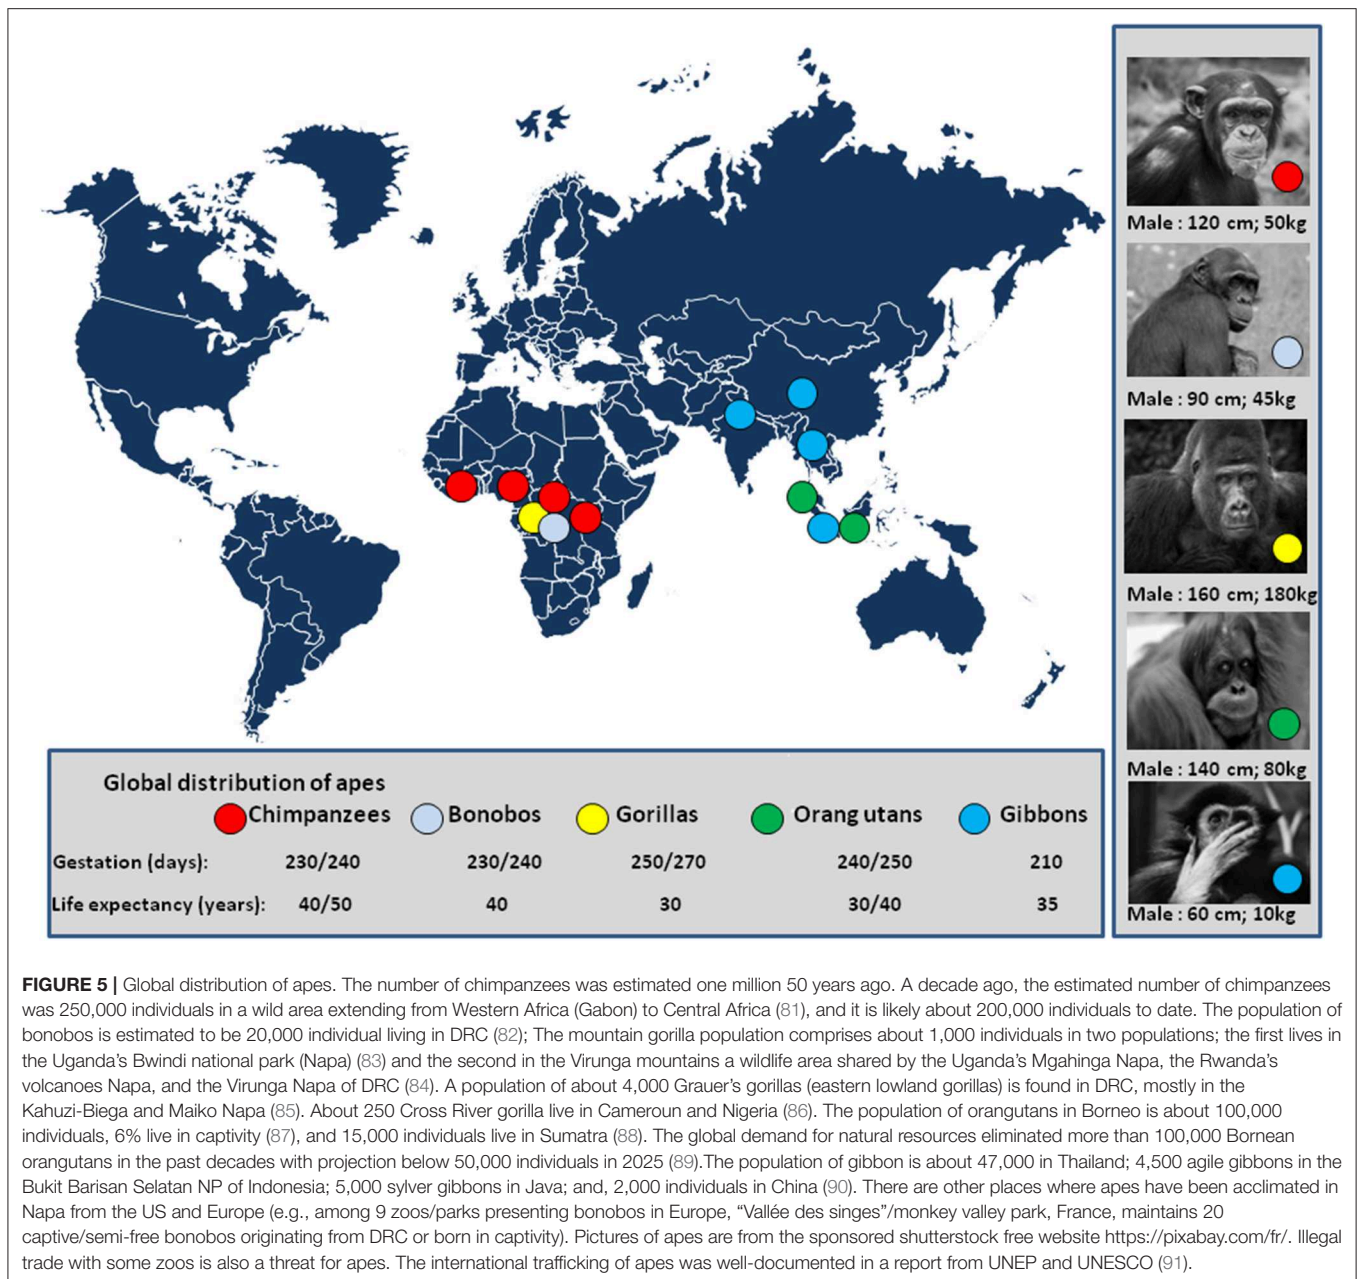 Male : 120 cm; 50kg
Male : 90 cm; 45kg
Male : 160 cm; 180kg
Male : 140 cm; 80kg
Male : 60 cm; 10kg
Global distribution of apes
Chimpanzees Bonobos Gorillas Orang utans Gibbons
Gestation (days): 230/240 230/240 250/270 240/250 210
Life expectancy (years): 40/50 40 30 30/40 35
FIGURE 5 | Global distribution of apes. The number of chimpanzees was estimated one million 50 years ago. A decade ago, the estimated number of chimpanzees
was 250,000 individuals in a wild area extending from Western Africa (Gabon) to Central Africa (81), and it is likely about 200,000 individuals to date. The population of
bonobos is estimated to be 20,000 individual living in DRC (82); The mountain gorilla population comprises about 1,000 individuals in two populations; the first lives in
the Uganda's Bwindi national park (Napa) (83) and the second in the Virunga mountains a wildlife area shared by the Uganda's Mgahinga Napa, the Rwanda's
volcanoes Napa, and the Virunga Napa of DRC (84). A population of about 4,000 Grauer's gorillas (eastern lowland gorillas) is found in DRC, mostly in the
Kahuzi-Biega and Maiko Napa (85). About 250 Cross River gorilla live in Cameroun and Nigeria (86). The population of orangutans in Borneo is about 100,000
individuals, 6% live in captivity (87), and 15,000 individuals live in Sumatra (88). The global demand for natural resources eliminated more than 100,000 Bornean
orangutans in the past decades with projection below 50,000 individuals in 2025 (89).The population of gibbon is about 47,000 in Thailand; 4,500 agile gibbons in the
Bukit Barisan Selatan NP of Indonesia; 5,000 sylver gibbons in Java; and, 2,000 individuals in China (90). There are other places where apes have been acclimated in
Napa from the US and Europe (e.g., among 9 zoos/parks presenting bonobos in Europe, "Vallée des singes"/monkey valley park, France, maintains 20
captive/semi-free bonobos originating from DRC or born in captivity). Pictures of apes are from the sponsored shutterstock free website https://pixabay.com/fr/. Illegal
trade with some zoos is also a threat for apes. The international trafficking of apes was well-documented in a report from UNEP and UNESCO (91).